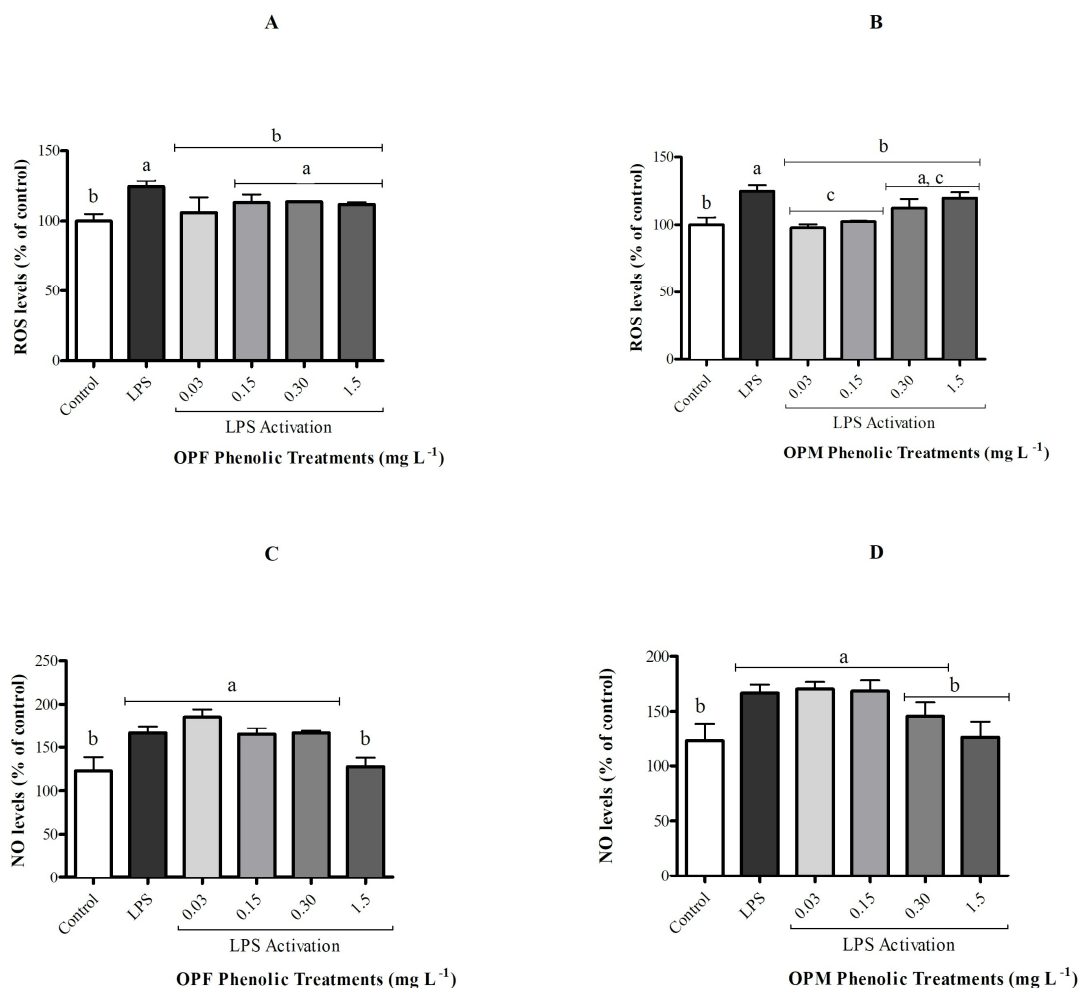 A
ROS levels (% of control)
150
100
50
0
b
a
b
a
Control
LPS
0.03
0.15
0.30
1.5
LPS Activation
OPF Phenolic Treatments (mg L⁻¹)
B
ROS levels (% of control)
150
100
50
0
b
a
b
c
a, c
Control
LPS
0.03
0.15
0.30
1.5
LPS Activation
OPM Phenolic Treatments (mg L⁻¹)
C
NO levels (% of control)
250
200
150
100
50
0
b
a
b
Control
LPS
0.03
0.15
0.30
1.5
LPS Activation
OPF Phenolic Treatments (mg L⁻¹)
D
NO levels (% of control)
200
150
100
50
0
b
a
b
Control
LPS
0.03
0.15
0.30
1.5
LPS Activation
OPM Phenolic Treatments (mg L⁻¹)